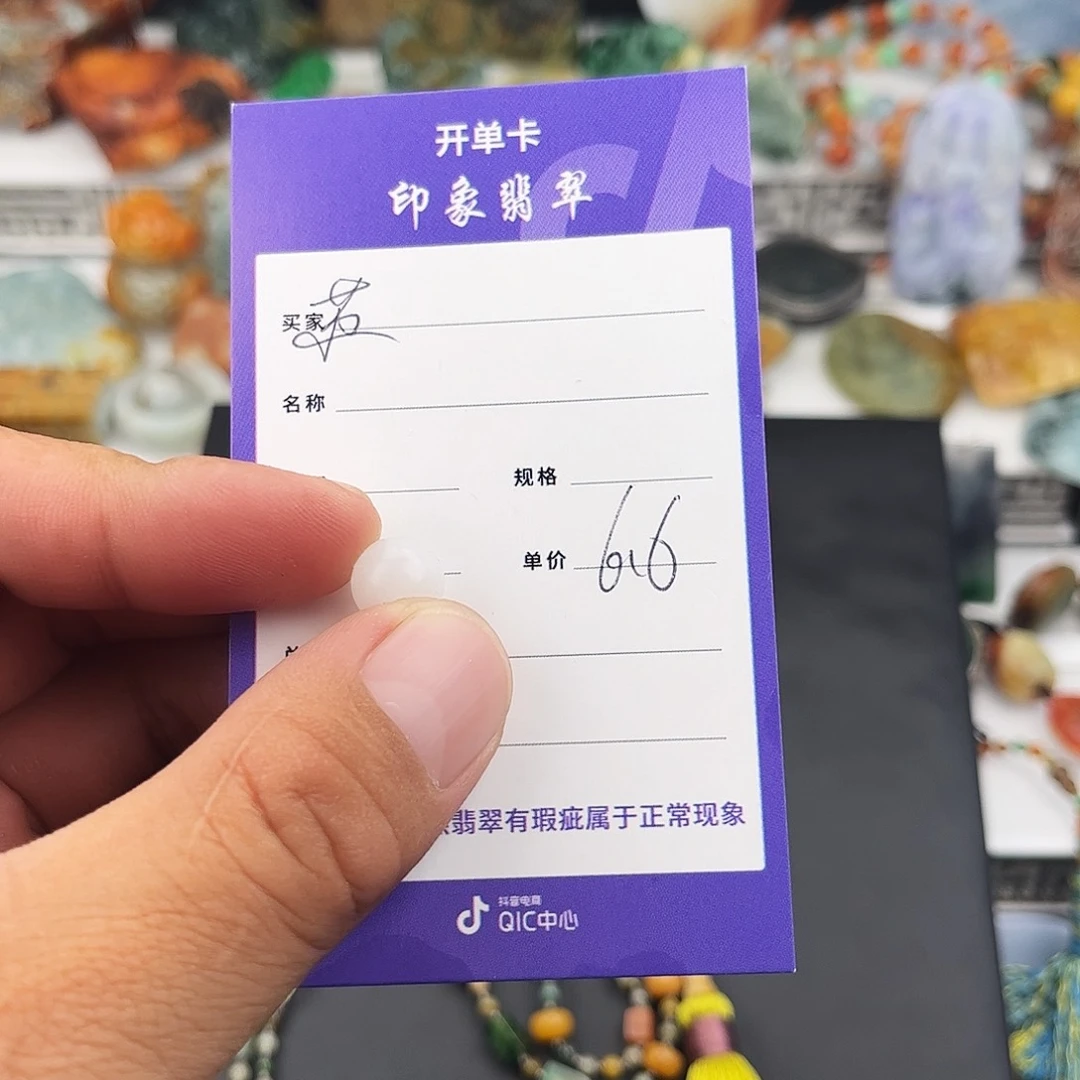 开单卡
印象翡翠
买家
名称
规格
单价 616
翡翠有瑕疵属于正常现象
抖音电商
QIC中心